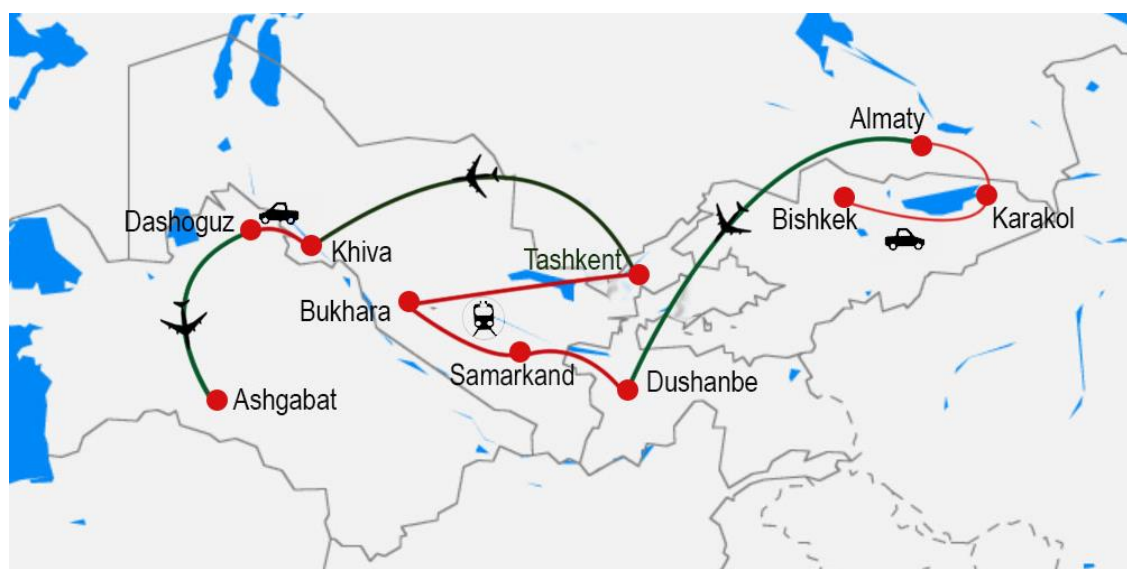 Almaty
Dashoguz
Khiva
Bishkek
Karakol
Tashkent
Bukhara
Samarkand
Dushanbe
Ashgabat